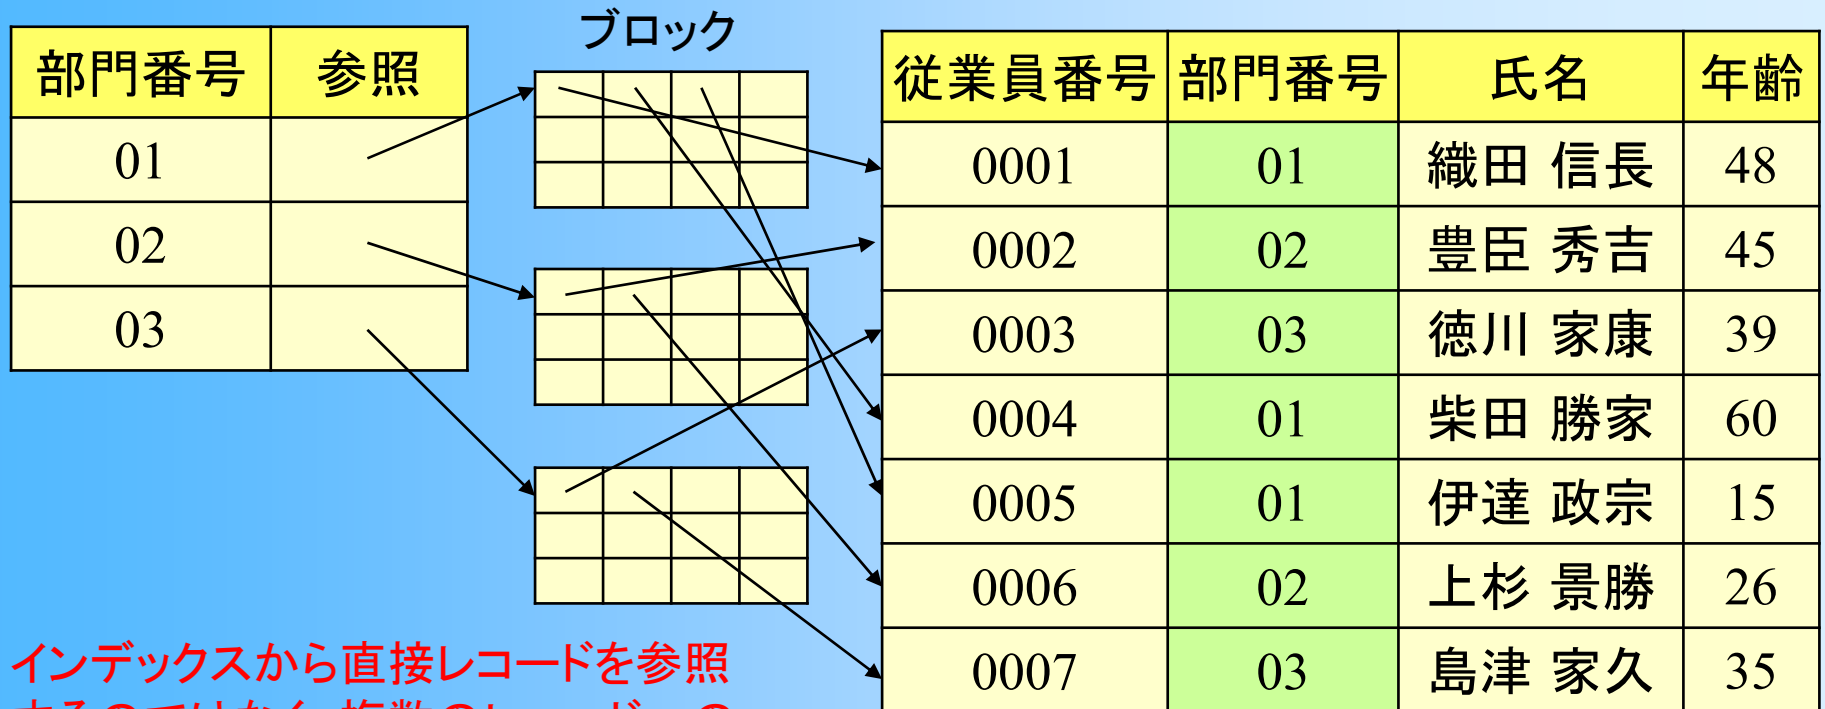 ブロック
部門番号 参照
01
02
03
従業員番号 部門番号 氏名 年齢
0001 01 織田 信長 48
0002 02 豊臣 秀吉 45
0003 03 徳川 家康 39
0004 01 柴田 勝家 60
0005 01 伊達 政宗 15
0006 02 上杉 景勝 26
0007 03 島津 家久 35
インデックスから直接レコードを参照